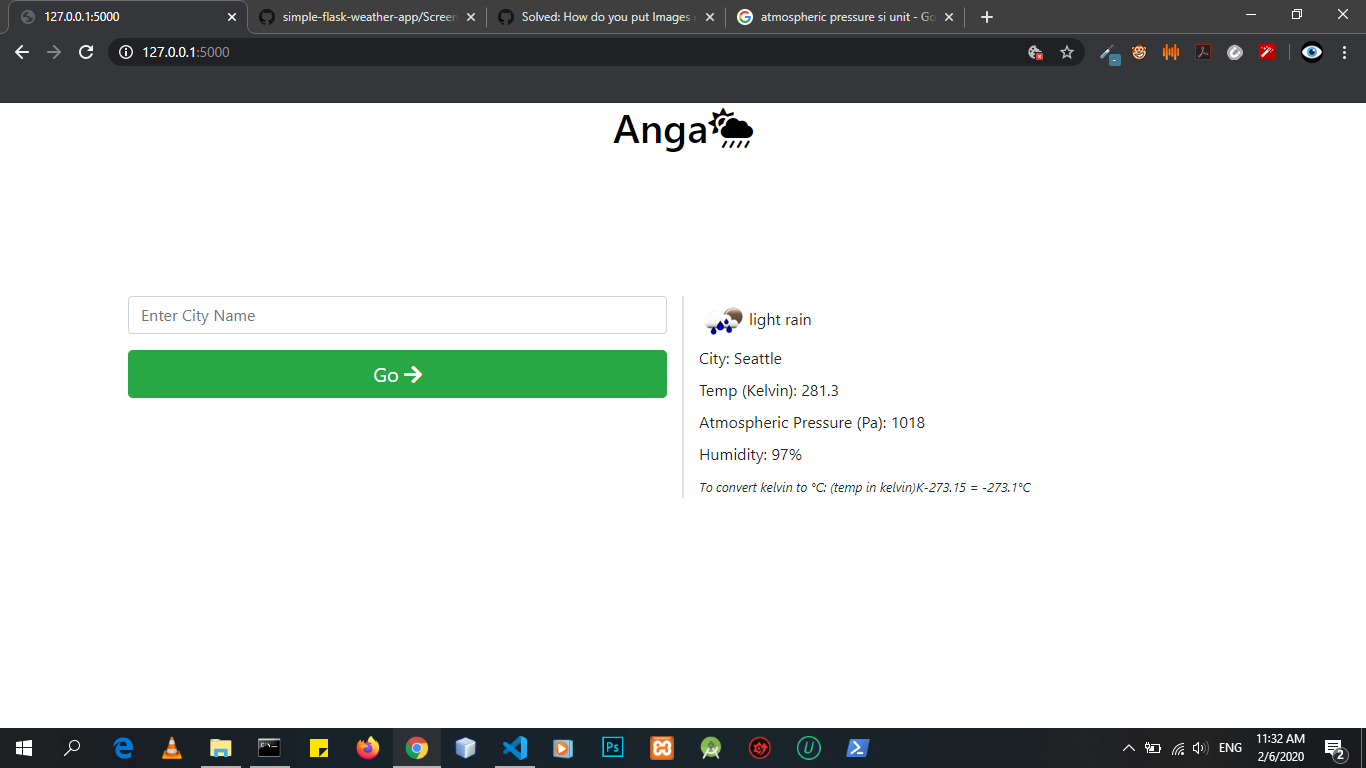 127.0.0.1:5000
simple-flask-weather-app/Screen
Solved: How do you put Images
atmospheric pressure si unit - Go
127.0.0.1:5000
Anga
Enter City Name
Go
light rain
City: Seattle
Temp (Kelvin): 281.3
Atmospheric Pressure (Pa): 1018
Humidity: 97%
To convert kelvin to °C: (temp in kelvin)K-273.15 = -273.1°C
Ps
ENG
11:32 AM
2/6/2020
2